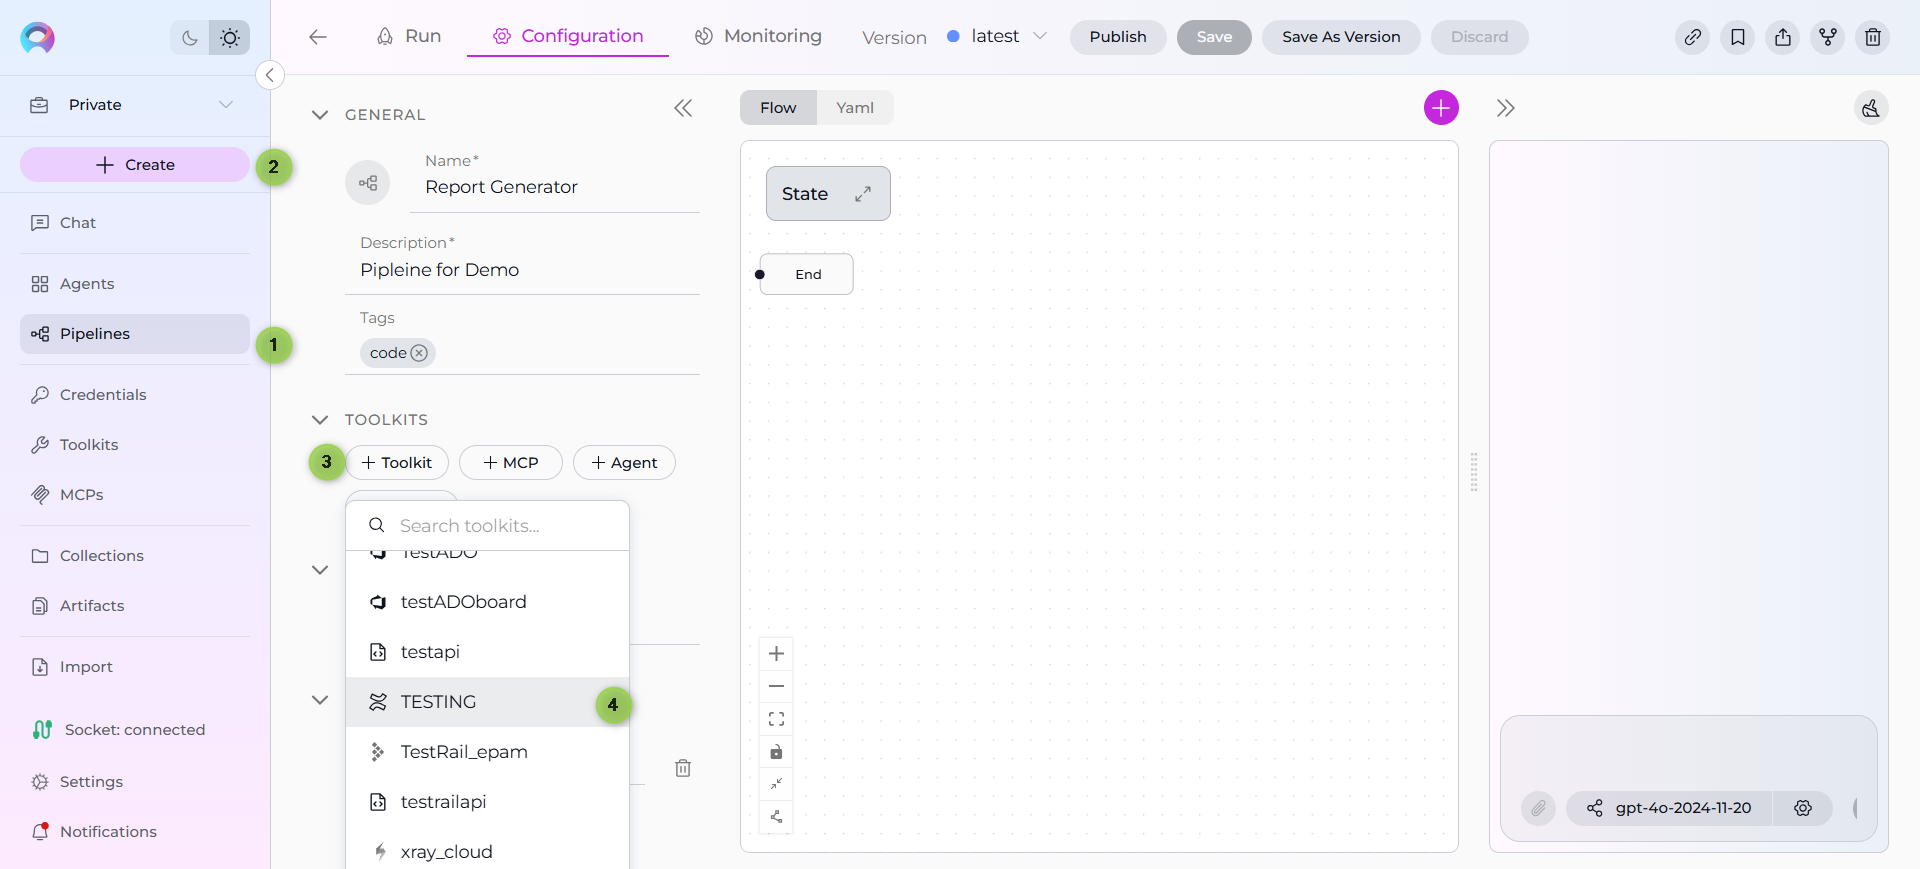 Run
Configuration
Monitoring
Version
latest
Publish
Save
Save As Version
Discard
Private
Create
2
Chat
Agents
Pipelines
1
Credentials
Toolkits
MCPs
Collections
Artifacts
Import
Socket: connected
Settings
Notifications
GENERAL
Name*
Report Generator
Description*
Pipleine for Demo
Tags
code
TOOLKITS
3
Toolkit
MCP
Agent
Search toolkits...
TestADO
testADOboard
testapi
TESTING
4
TestRail_epam
testrailapi
xray_cloud
Flow
Yaml
State
End
gpt-4o-2024-11-20